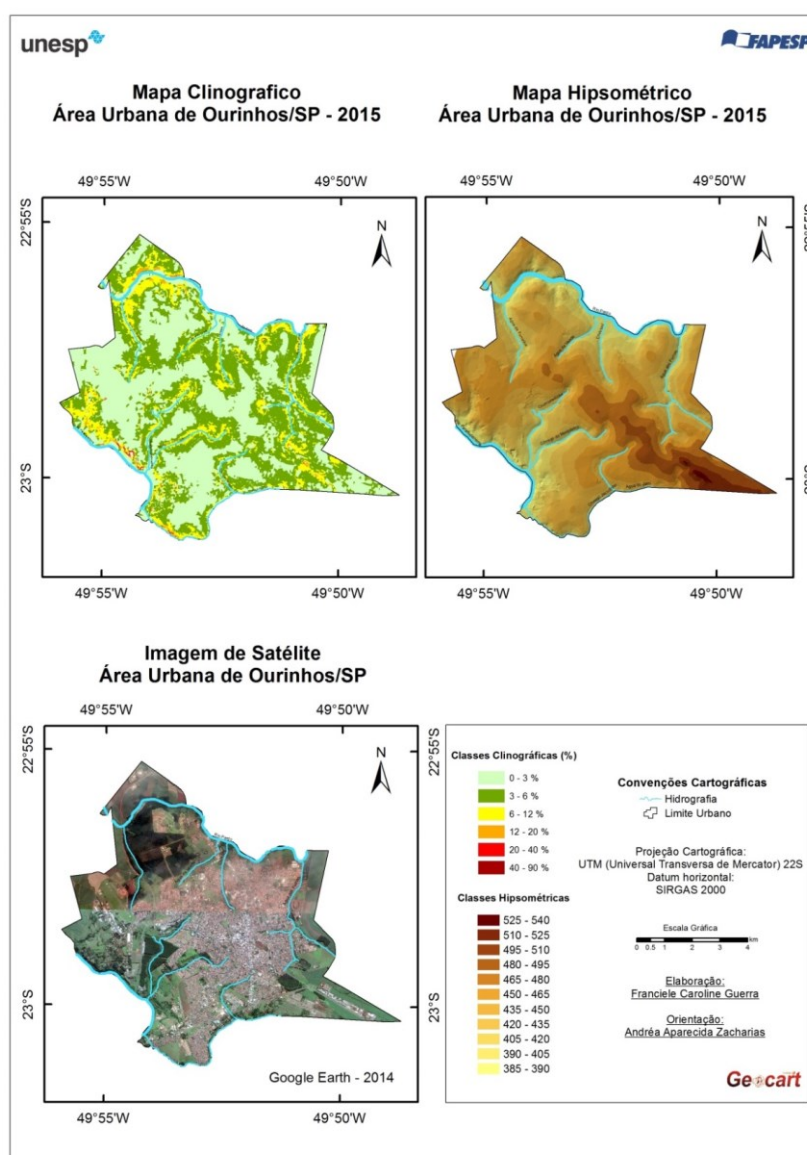 unesp
FAPESP
Mapa Clinografico
Área Urbana de Ourinhos/SP - 2015
Mapa Hipsométrico
Área Urbana de Ourinhos/SP - 2015
49°55'W
49°50'W
49°55'W
49°50'W
22°55'S
N
N
23°S
49°55'W
49°50'W
49°55'W
49°50'W
Imagem de Satélite
Área Urbana de Ourinhos/SP
49°55'W
49°50'W
22°55'S
22°55'S
N
23°S
23°S
Google Earth - 2014
49°55'W
49°50'W
Classes Clinográficas (%)
0 - 3 %
3 - 6 %
6 - 12 %
12 - 20 %
20 - 40 %
40 - 90 %
Classes Hipsométricas
525 - 540
510 - 525
495 - 510
480 - 495
465 - 480
450 - 465
435 - 450
420 - 435
405 - 420
390 - 405
385 - 390
Convenções Cartográficas
Hidrografia
Limite Urbano
Projeção Cartográfica:
UTM (Universal Transversa de Mercator) 22S
Datum horizontal:
SIRGAS 2000
Escala Gráfica
0 0.5 1 2 3 4 km
Elaboração:
Franciele Caroline Guerra
Orientação:
Andréa Aparecida Zacharias
Geocart